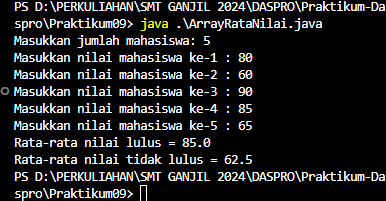 PS D:\PERKULIAHAN\SMT GANJIL 2024\DASPRO\Praktikum-Da
spro\Praktikum09> java .\ArrayRataNilai.java
Masukkan jumlah mahasiswa: 5
Masukkan nilai mahasiswa ke-1 : 80
Masukkan nilai mahasiswa ke-2 : 60
Masukkan nilai mahasiswa ke-3 : 90
Masukkan nilai mahasiswa ke-4 : 85
Masukkan nilai mahasiswa ke-5 : 65
Rata-rata nilai lulus = 85.0
Rata-rata nilai tidak lulus = 62.5
PS D:\PERKULIAHAN\SMT GANJIL 2024\DASPRO\Praktikum-Da
spro\Praktikum09>